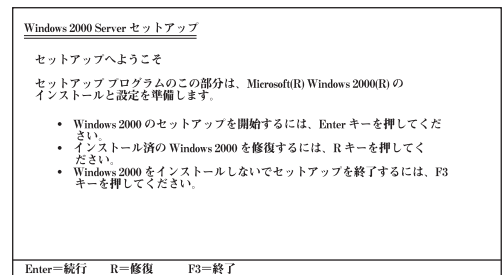 Windows 2000 Server セットアップ
セットアップへようこそ
セットアップ プログラムのこの部分は、Microsoft(R) Windows 2000(R) の
インストールと設定を準備します。
• Windows 2000 のセットアップを開始するには、Enter キーを押してくだ
さい。
• インストール済の Windows 2000 を修復するには、R キーを押してく
ださい。
• Windows 2000 をインストールしないでセットアップを終了するには、F3
キーを押してください。
Enter＝続行 R＝修復 F3＝終了